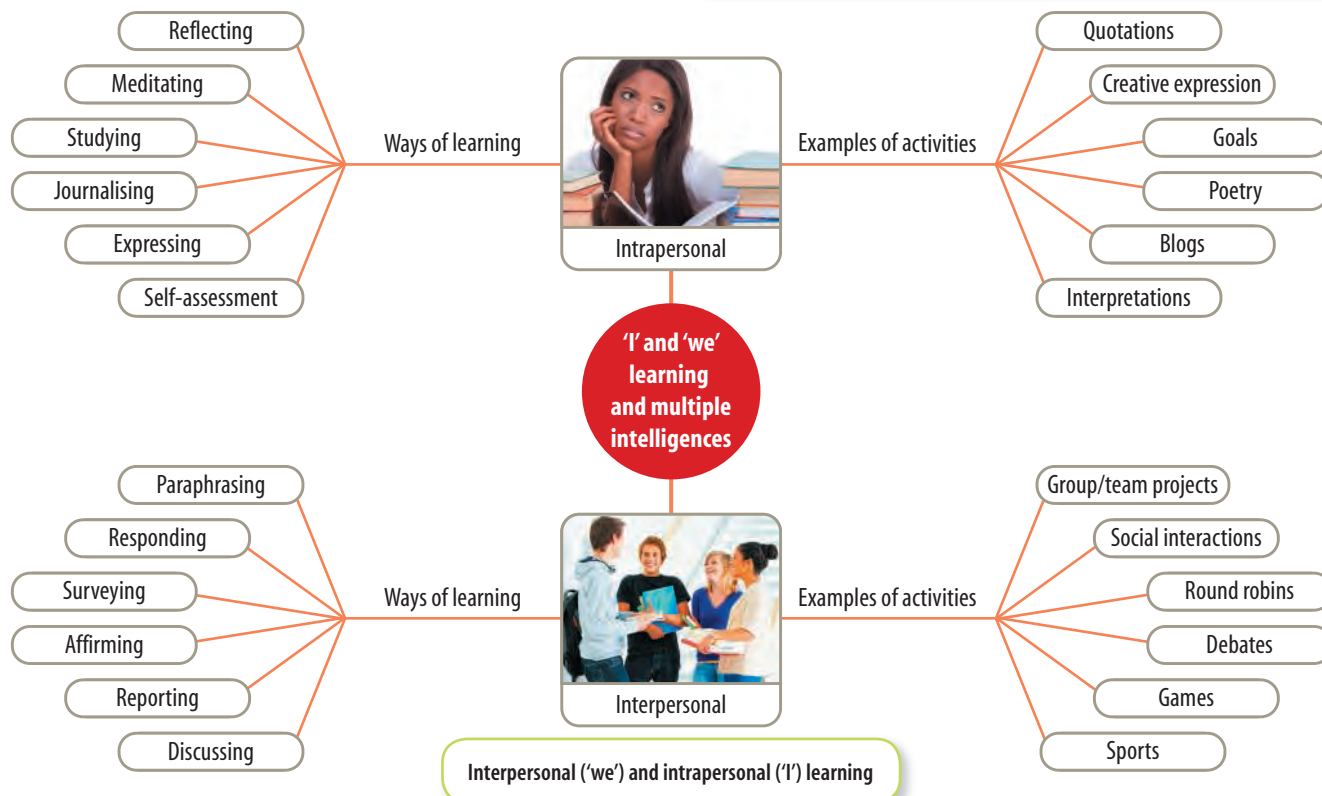 Reflecting
Meditating
Studying
Journalising
Expressing
Self-assessment
Ways of learning
Intrapersonal
Examples of activities
Quotations
Creative expression
Goals
Poetry
Blogs
Interpretations
‘I’ and ‘we’
learning
and multiple
intelligences
Paraphrasing
Responding
Surveying
Affirming
Reporting
Discussing
Ways of learning
Interpersonal
Examples of activities
Group/team projects
Social interactions
Round robins
Debates
Games
Sports
Interpersonal (‘we’) and intrapersonal (‘I’) learning